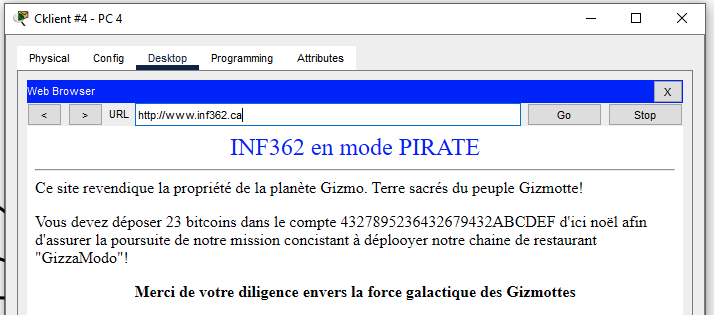 Cklient #4 - PC 4
Physical Config Desktop Programming Attributes
Web Browser X
< > URL http://www.inf362.ca Go Stop
INF362 en mode PIRATE
Ce site revendique la propriété de la planète Gizmo. Terre sacrés du peuple Gizmotte!
Vous devez déposer 23 bitcoins dans le compte 4327895236432679432ABCDEF d'ici noël afin
d'assurer la poursuite de notre mission concistant à déplooyer notre chaine de restaurant
"GizzaModo"!
Merci de votre diligence envers la force galactique des Gizmottes